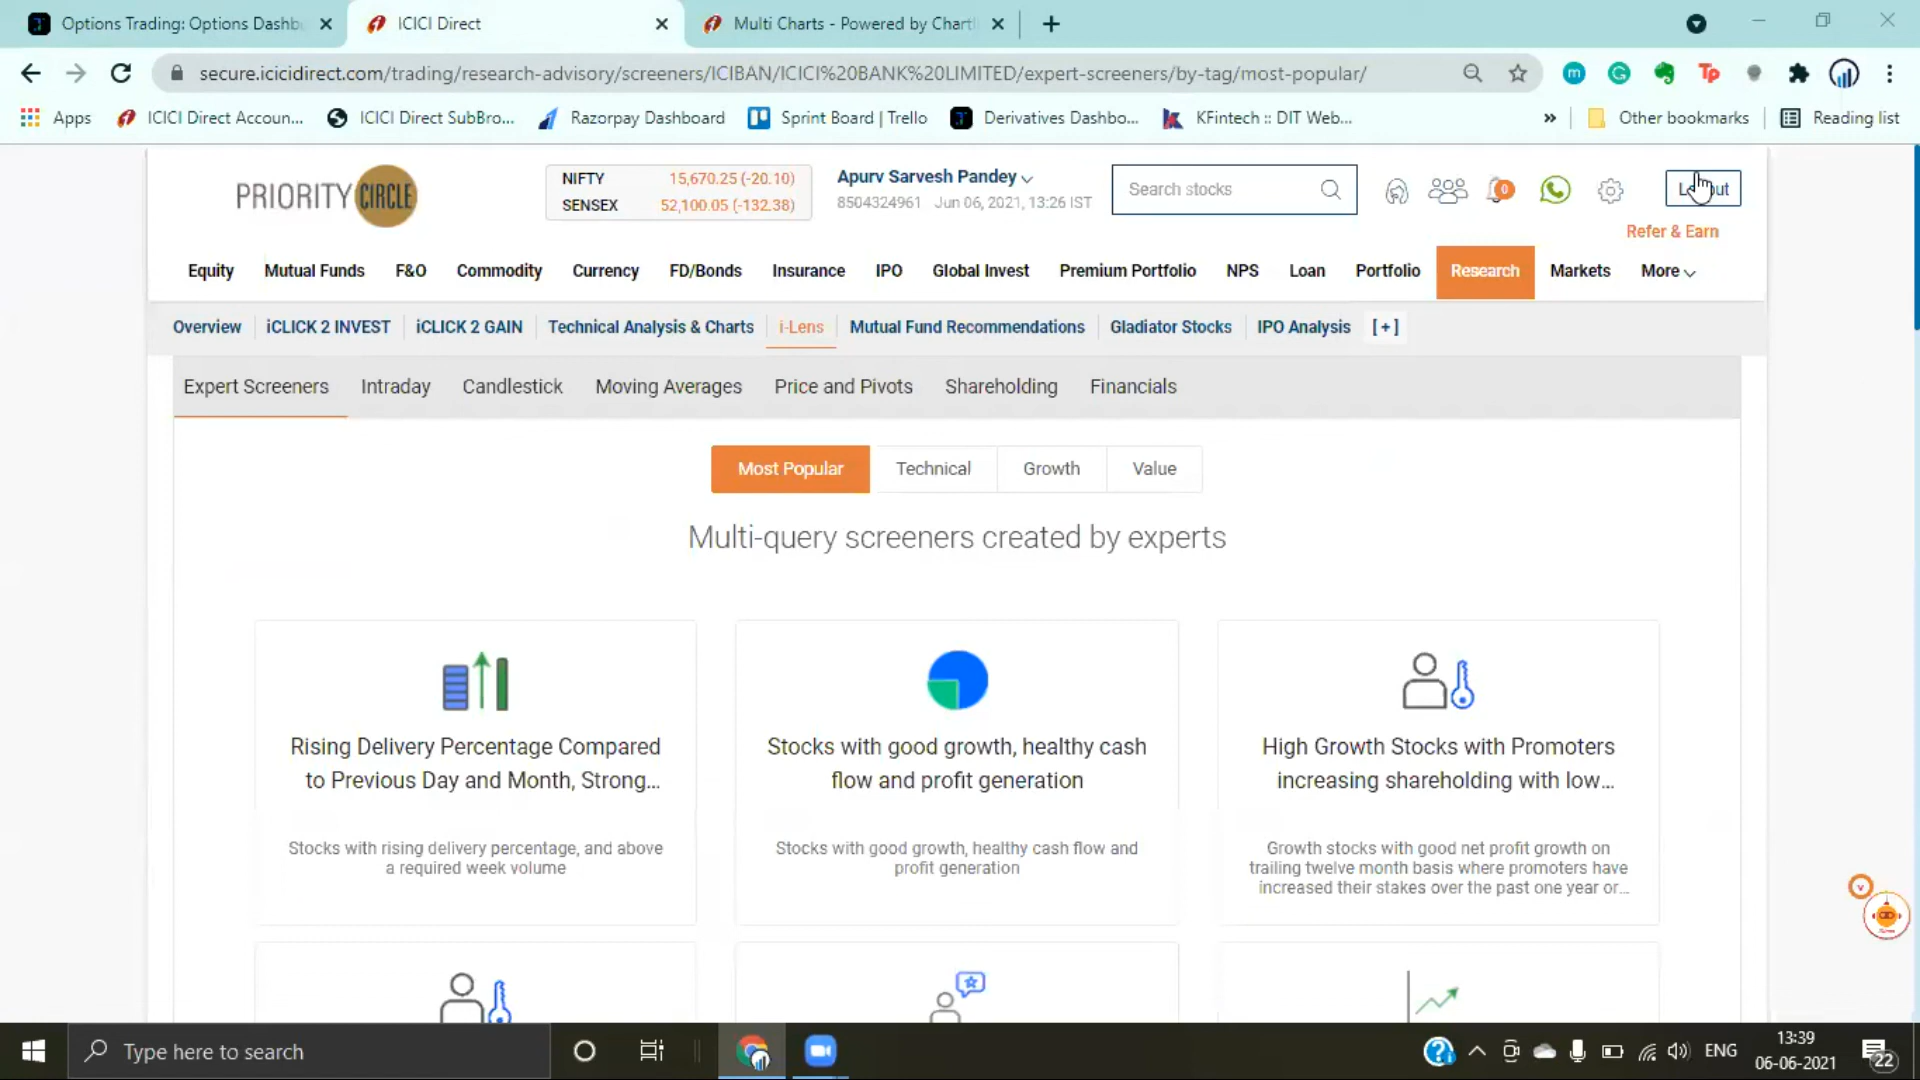 Options Trading: Options Dashb
ICICI Direct
Multi Charts - Powered by Chart
secure.icicidirect.com/trading/research-advisory/screeners/ICIBAN/ICICI%20BANK%20LIMITED/expert-screeners/by-tag/most-popular/
Apps
ICICI Direct Accoun...
ICICI Direct SubBro...
Razorpay Dashboard
Sprint Board | Trello
Derivatives Dashbo...
KFintech :: DIT Web...
»
Other bookmarks
Reading list
PRIORITY CIRCLE
NIFTY 15,670.25 (-20.10)
SENSEX 52,100.05 (-132.38)
Apurv Sarvesh Pandey
8504324961 Jun 06, 2021, 13:26 IST
Search stocks
0
Refer & Earn
Equity Mutual Funds F&O Commodity Currency FD/Bonds Insurance IPO Global Invest Premium Portfolio NPS Loan Portfolio Research Markets More
Overview iCLICK 2 INVEST iCLICK 2 GAIN Technical Analysis & Charts i-Lens Mutual Fund Recommendations Gladiator Stocks IPO Analysis [+]
Expert Screeners Intraday Candlestick Moving Averages Price and Pivots Shareholding Financials
Most Popular Technical Growth Value
Multi-query screeners created by experts
Rising Delivery Percentage Compared
to Previous Day and Month, Strong...
Stocks with rising delivery percentage, and above
a required week volume
Stocks with good growth, healthy cash
flow and profit generation
Stocks with good growth, healthy cash flow and
profit generation
High Growth Stocks with Promoters
increasing shareholding with low...
Growth stocks with good net profit growth on
trailing twelve month basis where promoters have
increased their stakes over the past one year or...
Type here to search
ENG
13:39
06-06-2021
22